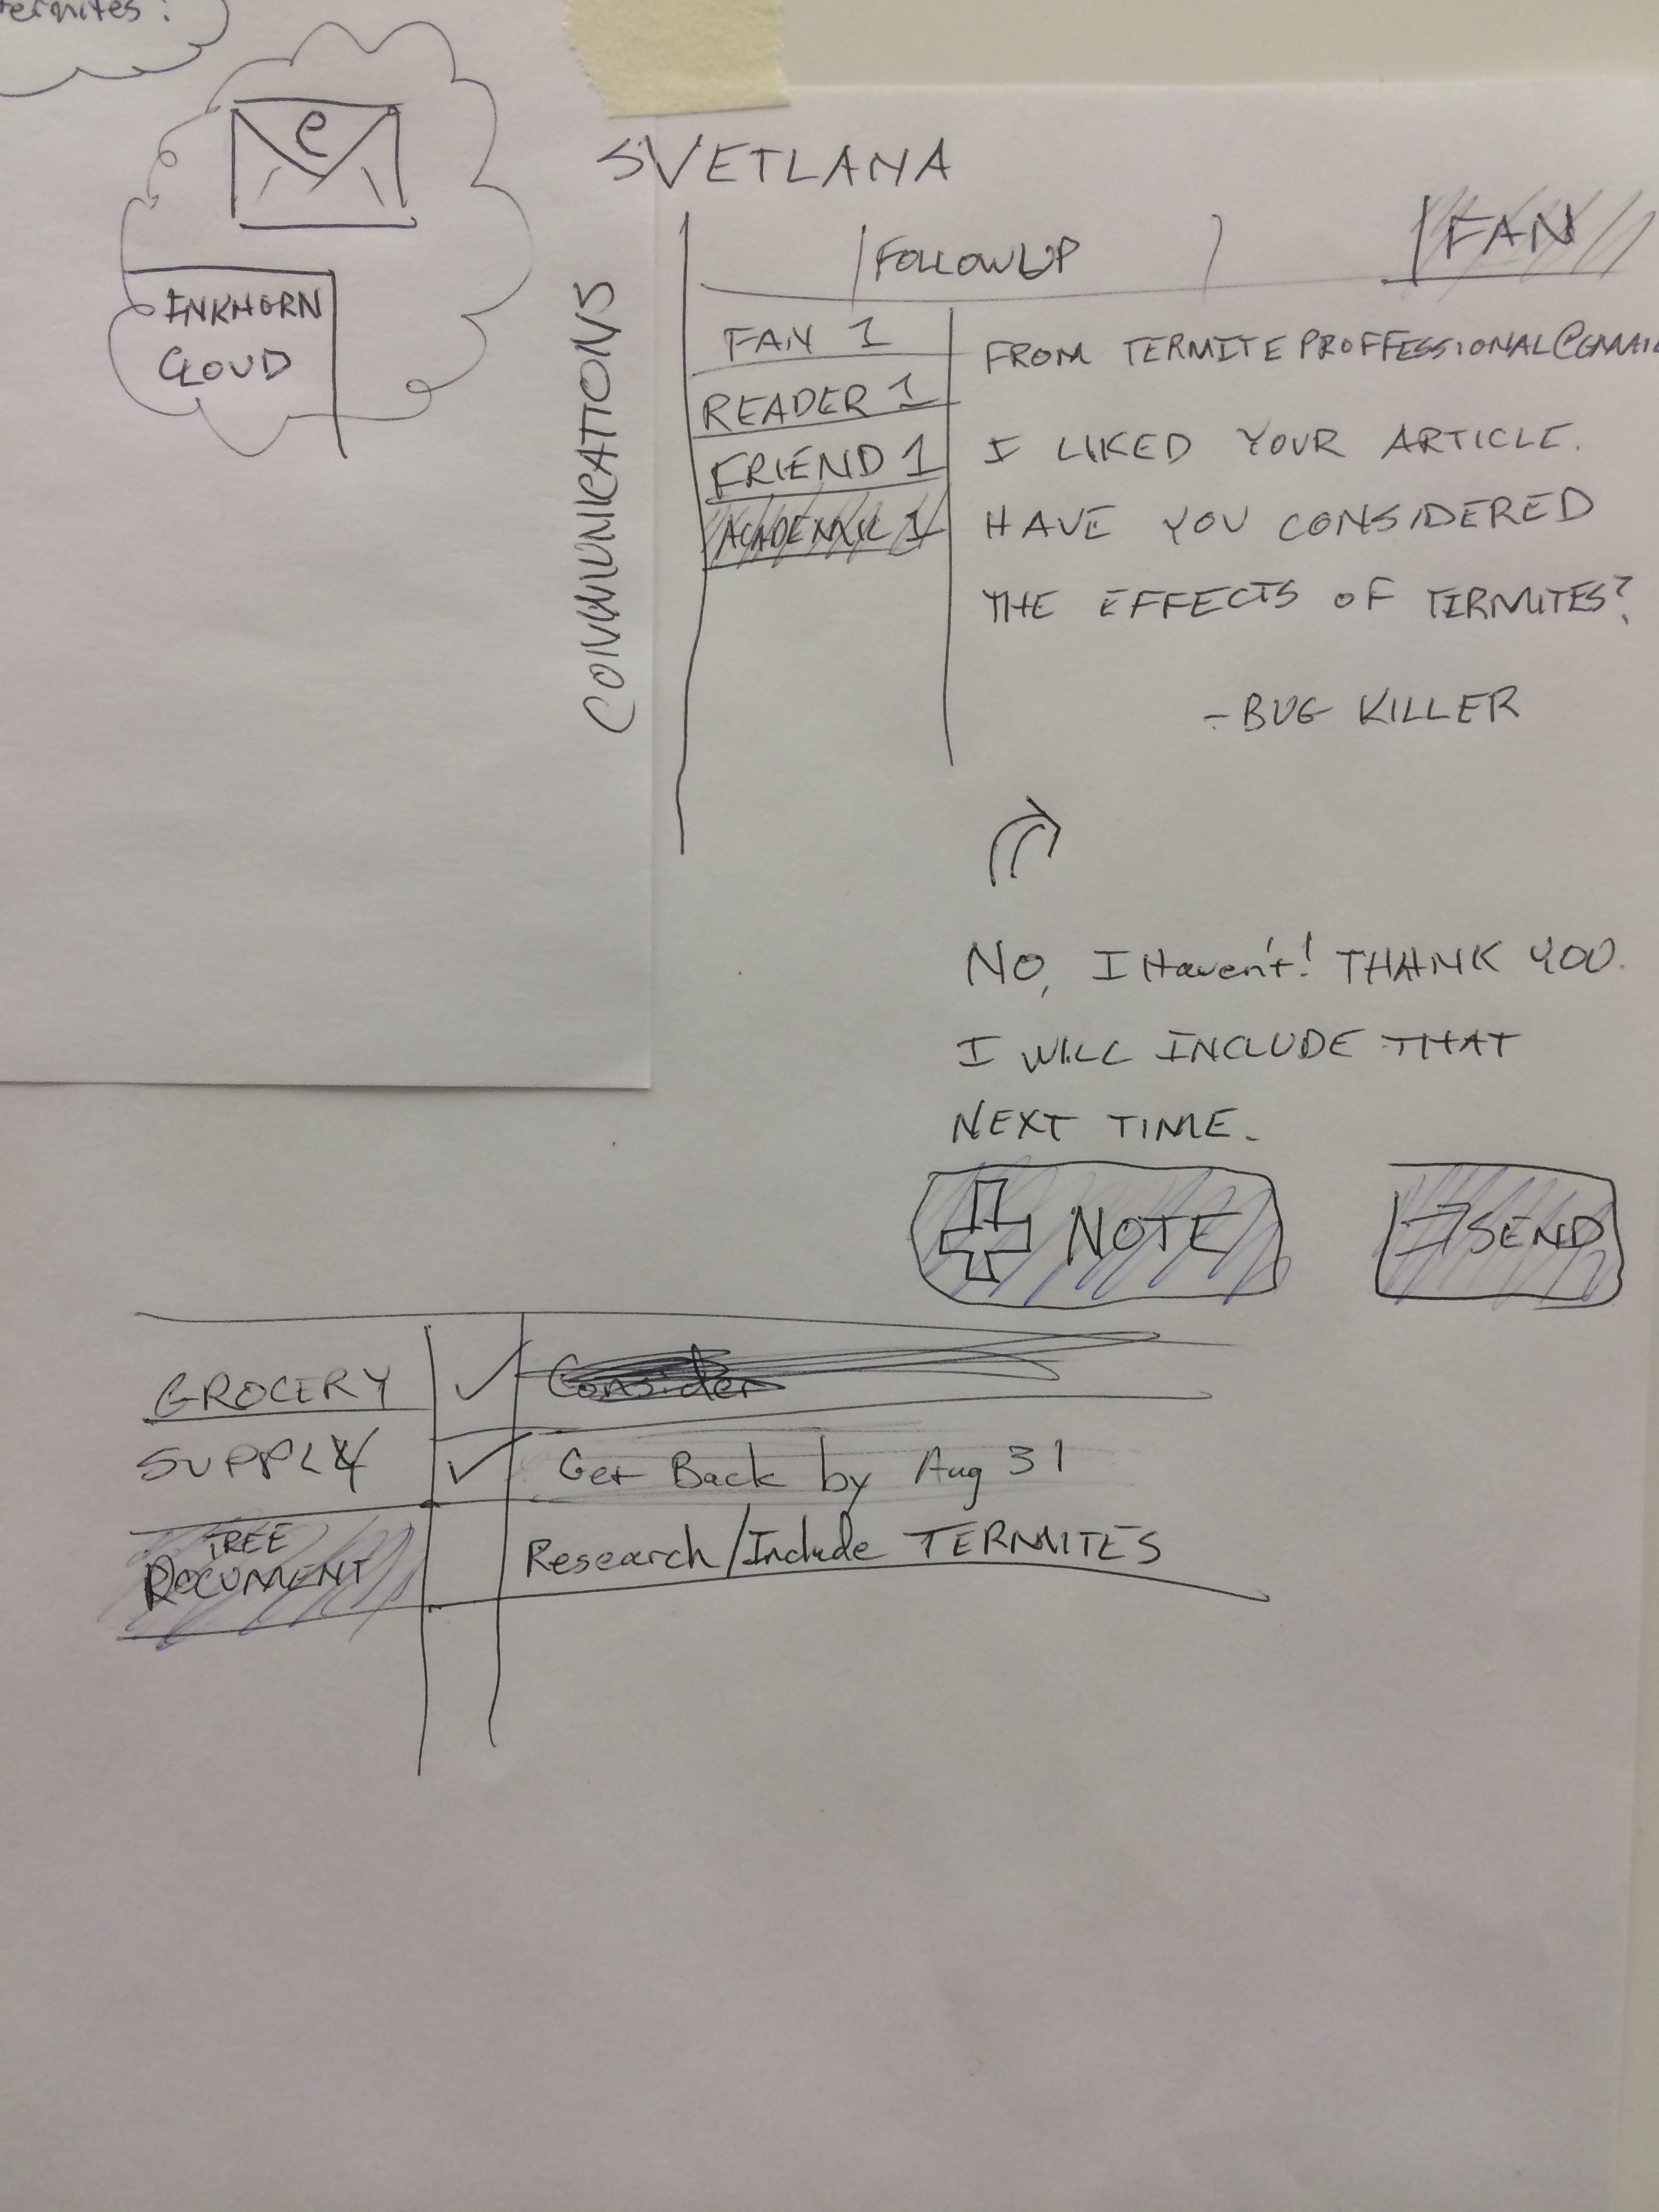 ermites?
e
INKHORN
CLOUD
SVETLANA
COMMUNICATIONS
FOLLOWUP
FAN
FAN 1
READER 1
FRIEND 1
ACADEMIC 1
FROM TERMITEPROFFESSIONAL@GMAI
I LIKED YOUR ARTICLE.
HAVE YOU CONSIDERED
THE EFFECTS OF TERMITES?
-BUG KILLER
NO, I Haven't! THANK YOU.
I WILL INCLUDE THAT
NEXT TIME.
NOTE
SEND
GROCERY ✓ Consider
SUPPLY ✓ Get Back by Aug 31
TREE
DOCUMENT
Research/Include TERMITES